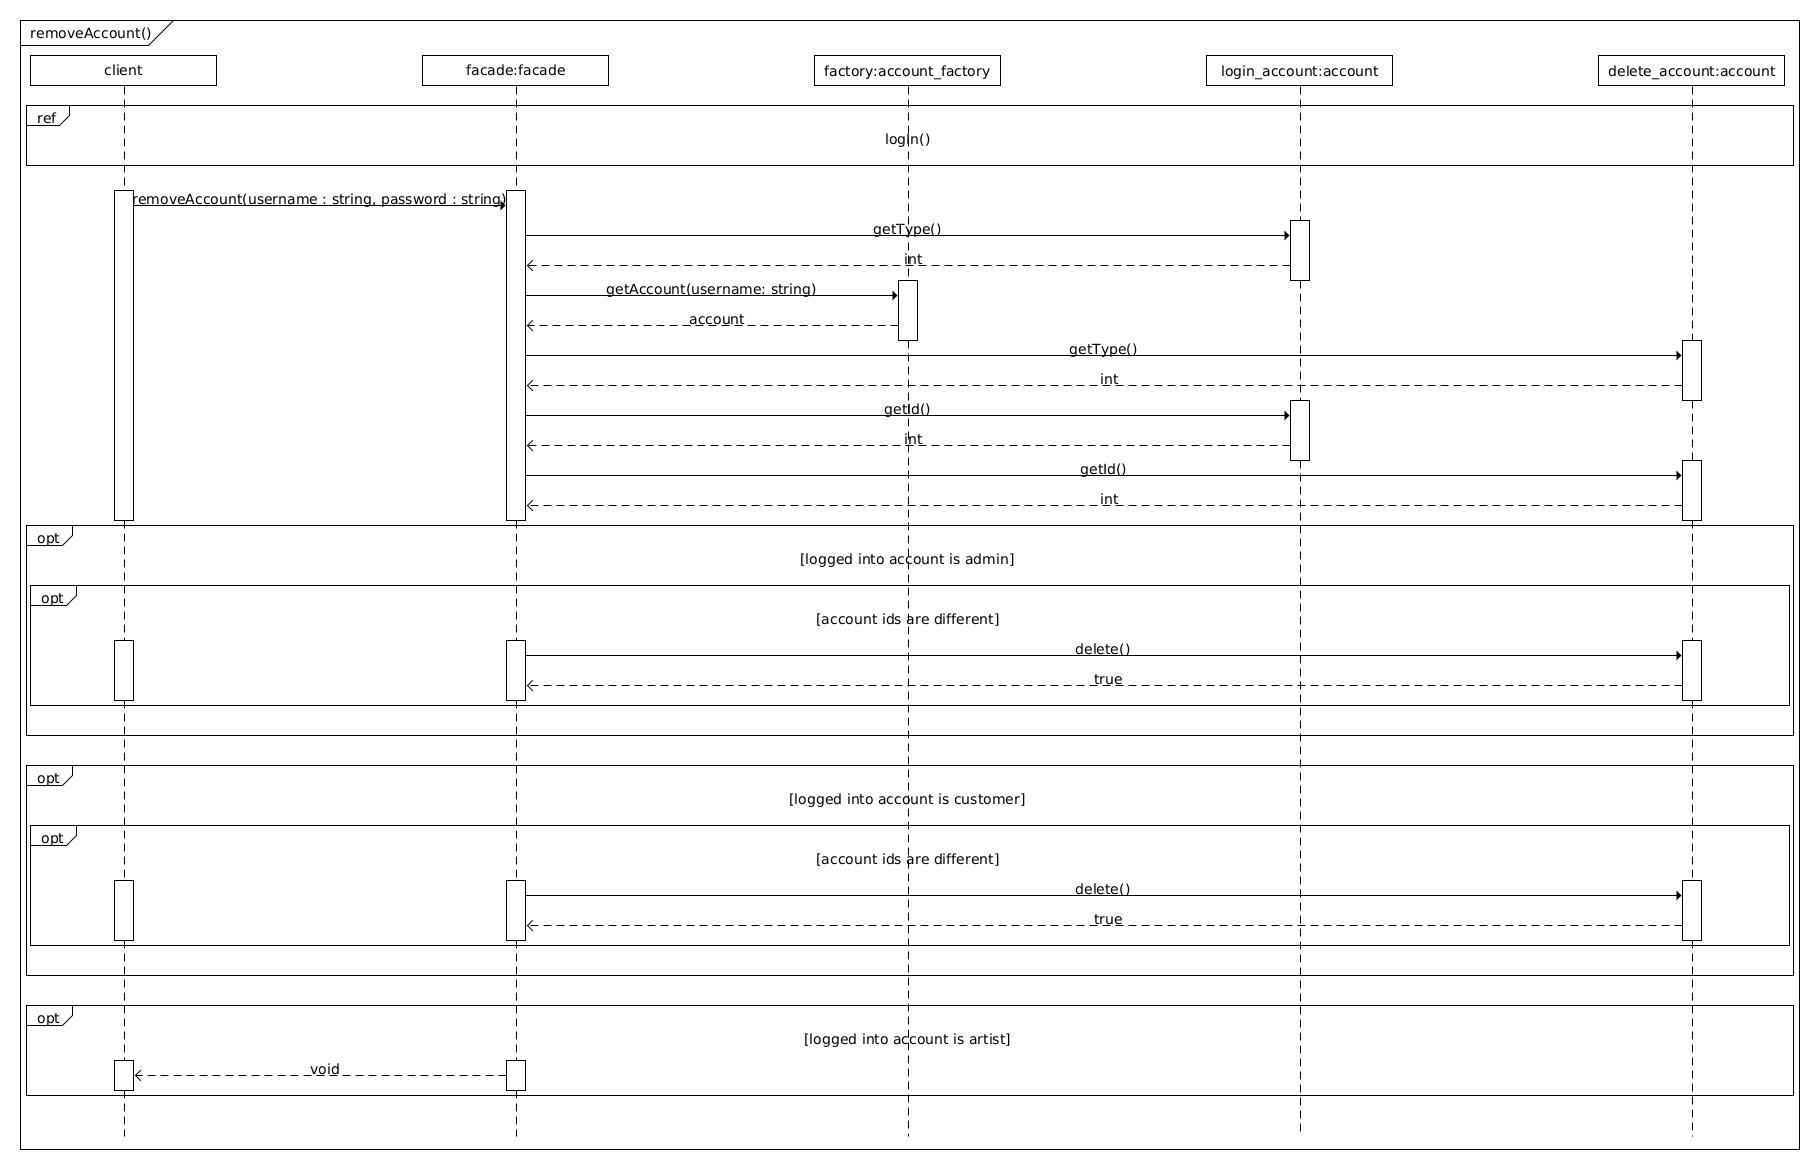 removeAccount()
client
facade:facade
factory:account_factory
login_account:account
delete_account:account
ref
login()
removeAccount(username : string, password : string)
getType()
int
getAccount(username: string)
account
getType()
int
getId()
int
getId()
int
opt
[logged into account is admin]
opt
[account ids are different]
delete()
true
opt
[logged into account is customer]
opt
[account ids are different]
delete()
true
opt
[logged into account is artist]
void